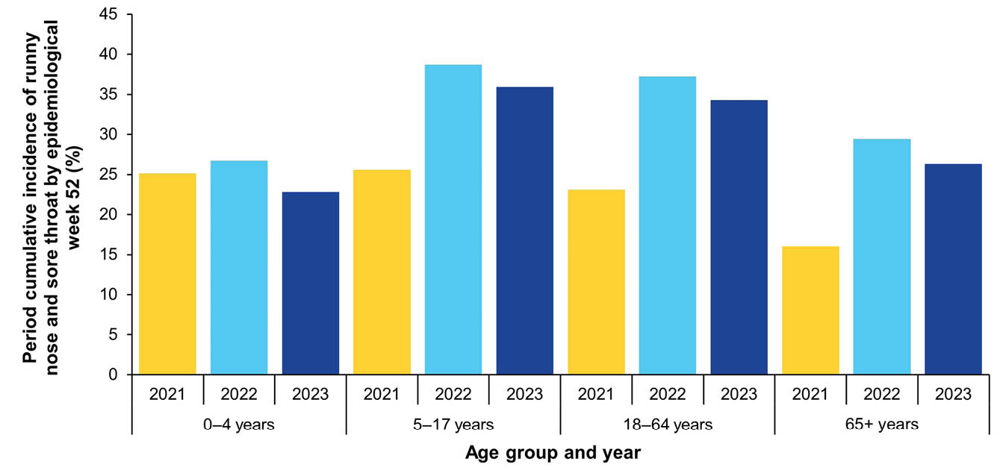 Period cumulative incidence of runny
nose and sore throat by epidemiological
week 52 (%)
45
40
35
30
25
20
15
10
5
0
2021 2022 2023 2021 2022 2023 2021 2022 2023 2021 2022 2023
0–4 years 5–17 years 18–64 years 65+ years
Age group and year